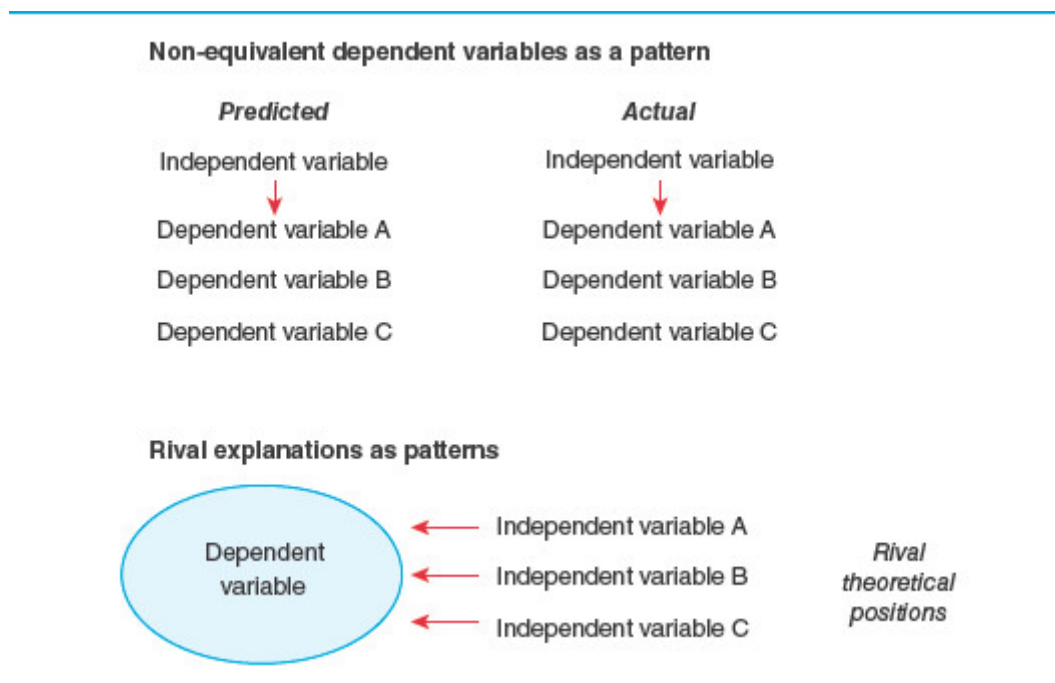 Non-equivalent dependent variables as a pattern
Predicted
Actual
Independent variable
Independent variable
Dependent variable A
Dependent variable A
Dependent variable B
Dependent variable B
Dependent variable C
Dependent variable C
Rival explanations as patterns
Dependent
variable
Independent variable A
Independent variable B
Independent variable C
Rival
theoretical
positions